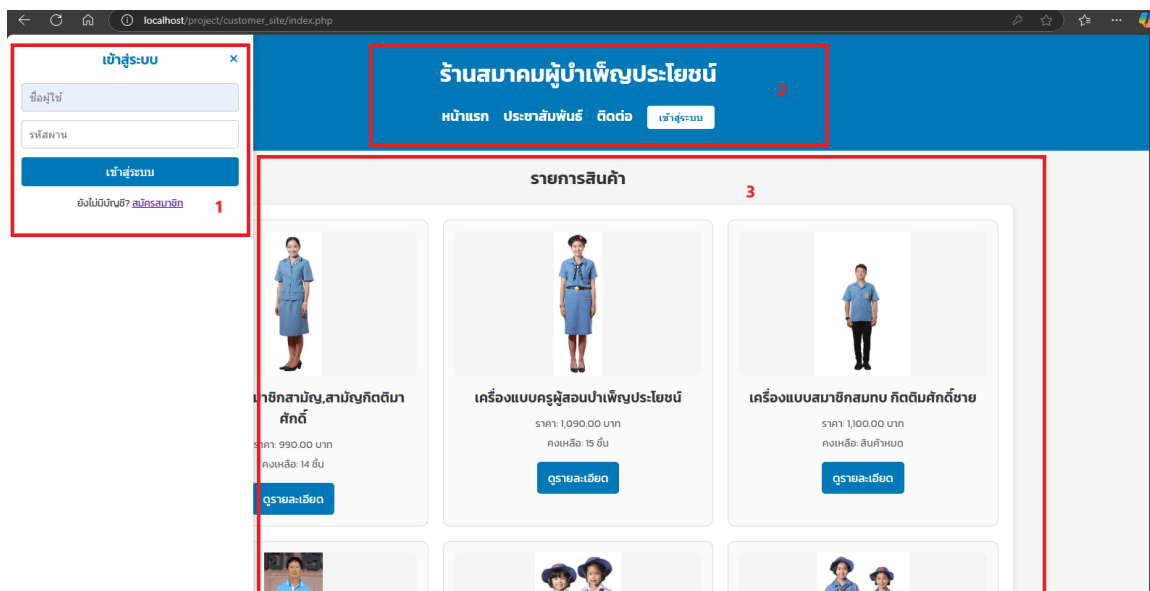 localhost/project/customer_site/index.php
เข้าสู่ระบบ ×
ชื่อผู้ใช้
รหัสผ่าน
เข้าสู่ระบบ
ยังไม่มีบัญชี? สมัครสมาชิก
1
ร้านสมาคมผู้บำเพ็ญประโยชน์
2
หน้าแรก ประชาสัมพันธ์ ติดต่อ เข้าสู่ระบบ
รายการสินค้า
3
าชิกสามัญ,สามัญกิตติมา
ศักดิ์
ราคา: 990.00 บาท
คงเหลือ: 14 ชิ้น
ดูรายละเอียด
เครื่องแบบครูผู้สอนบำเพ็ญประโยชน์
ราคา: 1,090.00 บาท
คงเหลือ: 15 ชิ้น
ดูรายละเอียด
เครื่องแบบสมาชิกสมทบ กิตติมศักดิ์ชาย
ราคา: 1,100.00 บาท
คงเหลือ: สินค้าหมด
ดูรายละเอียด